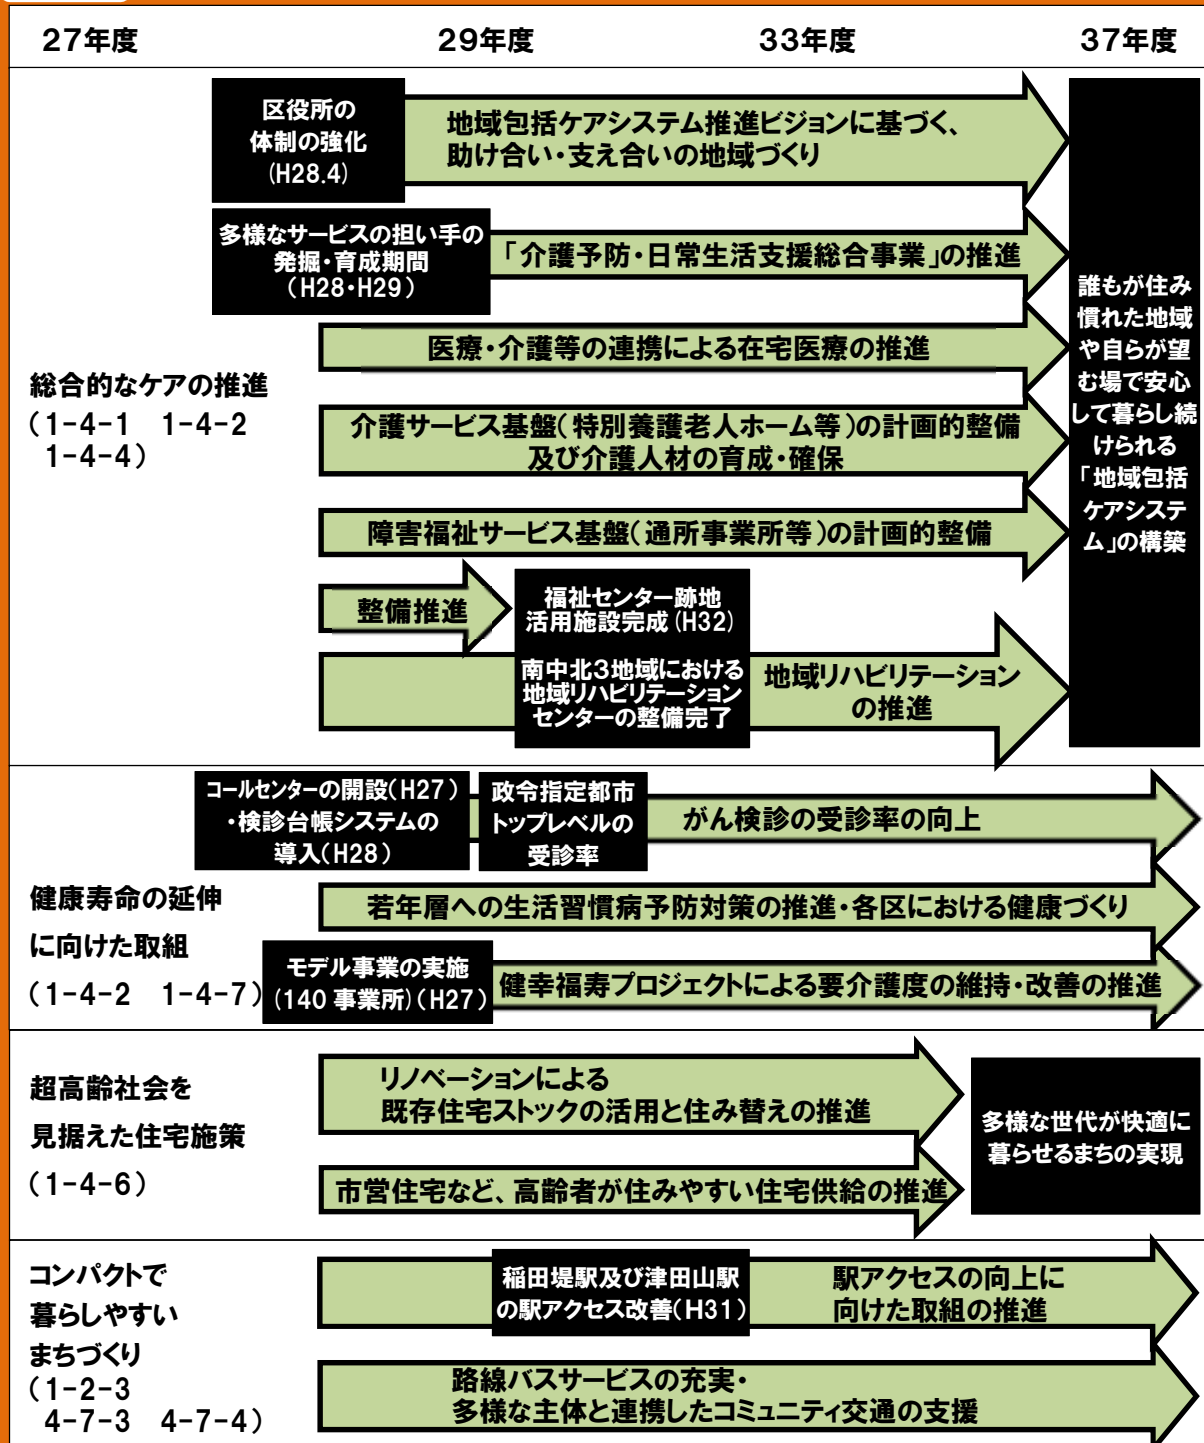 27年度 29年度 33年度 37年度
区役所の
体制の強化
(H28.4)
地域包括ケアシステム推進ビジョンに基づく、
助け合い・支え合いの地域づくり
多様なサービスの担い手の
発掘・育成期間
(H28・H29)
「介護予防・日常生活支援総合事業」の推進
医療・介護等の連携による在宅医療の推進
総合的なケアの推進
(1-4-1 1-4-2
1-4-4)
介護サービス基盤(特別養護老人ホーム等)の計画的整備
及び介護人材の育成・確保
障害福祉サービス基盤(通所事業所等)の計画的整備
整備推進
福祉センター跡地
活用施設完成(H32)
南中北3地域における
地域リハビリテーション
センターの整備完了
地域リハビリテーション
の推進
誰もが住み
慣れた地域
や自らが望
む場で安心
して暮らし続
けられる
「地域包括
ケアシステ
ム」の構築
コールセンターの開設(H27)
・検診台帳システムの
導入(H28)
政令指定都市
トップレベルの
受診率
がん検診の受診率の向上
健康寿命の延伸
に向けた取組
(1-4-2 1-4-7)
若年層への生活習慣病予防対策の推進・各区における健康づくり
モデル事業の実施
(140 事業所)(H27)
健幸福寿プロジェクトによる要介護度の維持・改善の推進
超高齢社会を
見据えた住宅施策
(1-4-6)
リノベーションによる
既存住宅ストックの活用と住み替えの推進
市営住宅など、高齢者が住みやすい住宅供給の推進
多様な世代が快適に
暮らせるまちの実現
コンパクトで
暮らしやすい
まちづくり
(1-2-3
4-7-3 4-7-4)
稲田堤駅及び津田山駅
の駅アクセス改善(H31)
駅アクセスの向上に
向けた取組の推進
路線バスサービスの充実・
多様な主体と連携したコミュニティ交通の支援